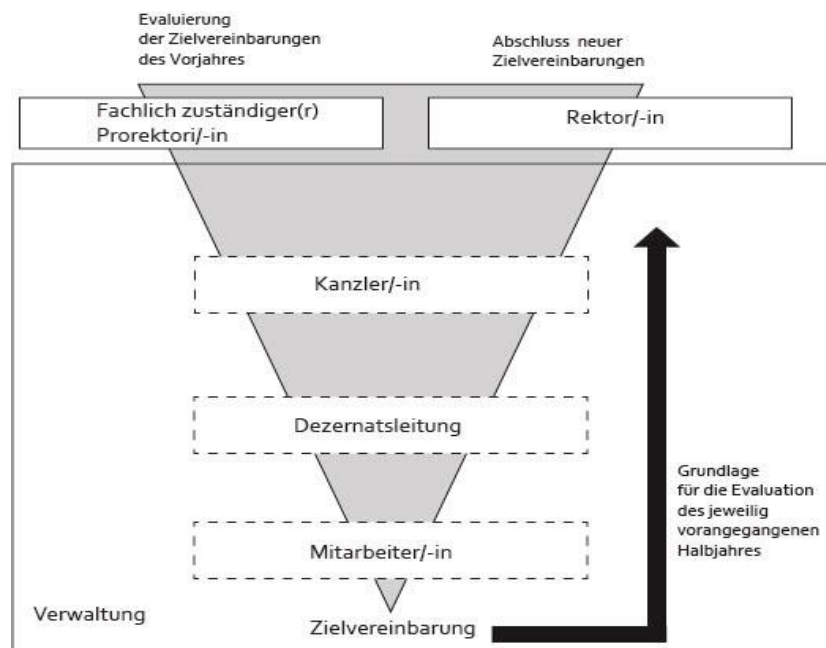 Evaluierung
der Zielvereinbarungen
des Vorjahres
Abschluss neuer
Zielvereinbarungen
Fachlich zuständiger(r)
Prorektori/-in
Rektor/-in
Kanzler/-in
Dezernatsleitung
Mitarbeiter/-in
Grundlage
für die Evaluation
des jeweilig
vorangegangenen
Halbjahres
Verwaltung
Zielvereinbarung